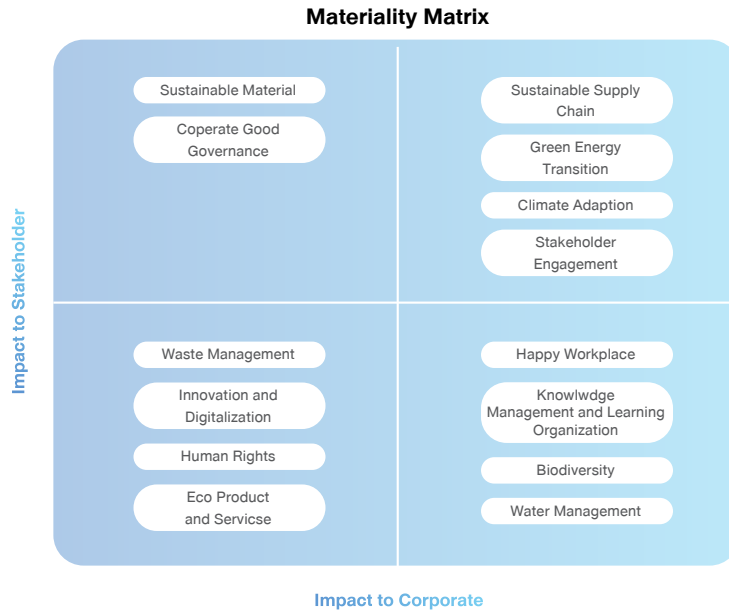 Materiality Matrix
Impact to Stakeholder
Sustainable Material
Coperate Good
Governance
Sustainable Supply
Chain
Green Energy
Transition
Climate Adaption
Stakeholder
Engagement
Waste Management
Innovation and
Digitalization
Human Rights
Eco Product
and Servicse
Happy Workplace
Knowlwdge
Management and Learning
Organization
Biodiversity
Water Management
Impact to Corporate